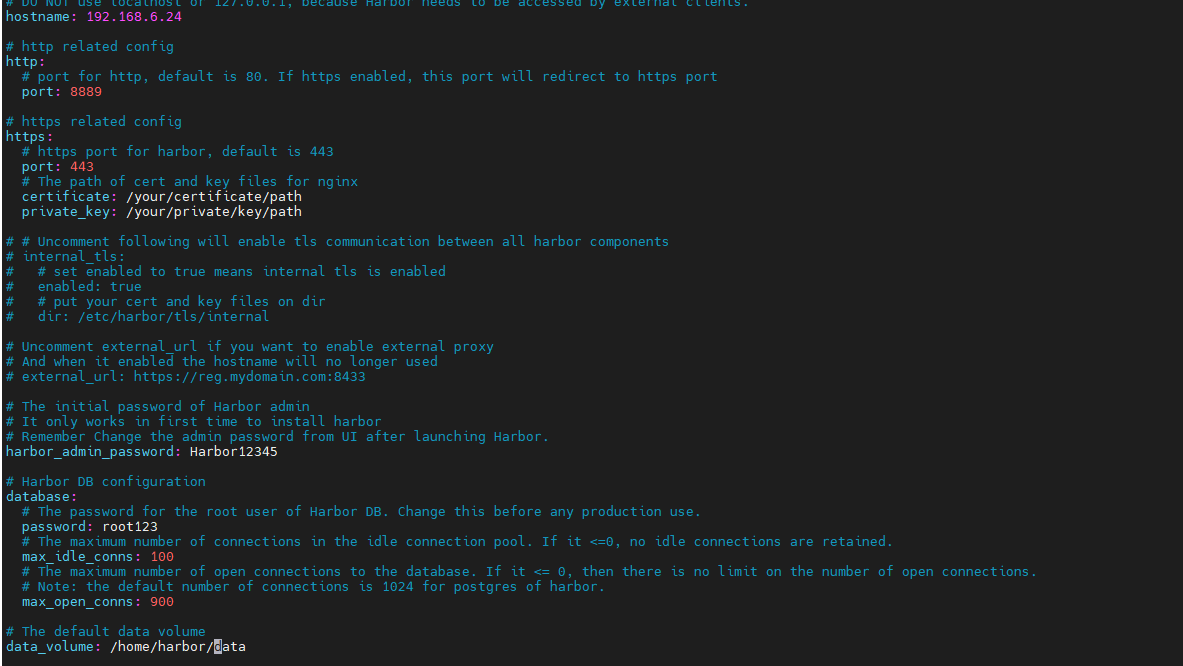 # DO NOT use localhost or 127.0.0.1, because Harbor needs to be accessed by external clients.
hostname: 192.168.6.24

# http related config
http:
  # port for http, default is 80. If https enabled, this port will redirect to https port
  port: 8889

# https related config
https:
  # https port for harbor, default is 443
  port: 443
  # The path of cert and key files for nginx
  certificate: /your/certificate/path
  private_key: /your/private/key/path

# # Uncomment following will enable tls communication between all harbor components
# internal_tls:
#   # set enabled to true means internal tls is enabled
#   enabled: true
#   # put your cert and key files on dir
#   dir: /etc/harbor/tls/internal

# Uncomment external_url if you want to enable external proxy
# And when it enabled the hostname will no longer used
# external_url: https://reg.mydomain.com:8433

# The initial password of Harbor admin
# It only works in first time to install harbor
# Remember Change the admin password from UI after launching Harbor.
harbor_admin_password: Harbor12345

# Harbor DB configuration
database:
  # The password for the root user of Harbor DB. Change this before any production use.
  password: root123
  # The maximum number of connections in the idle connection pool. If it <=0, no idle connections are retained.
  max_idle_conns: 100
  # The maximum number of open connections to the database. If it <= 0, then there is no limit on the number of open connections.
  # Note: the default number of connections is 1024 for postgres of harbor.
  max_open_conns: 900

# The default data volume
data_volume: /home/harbor/data